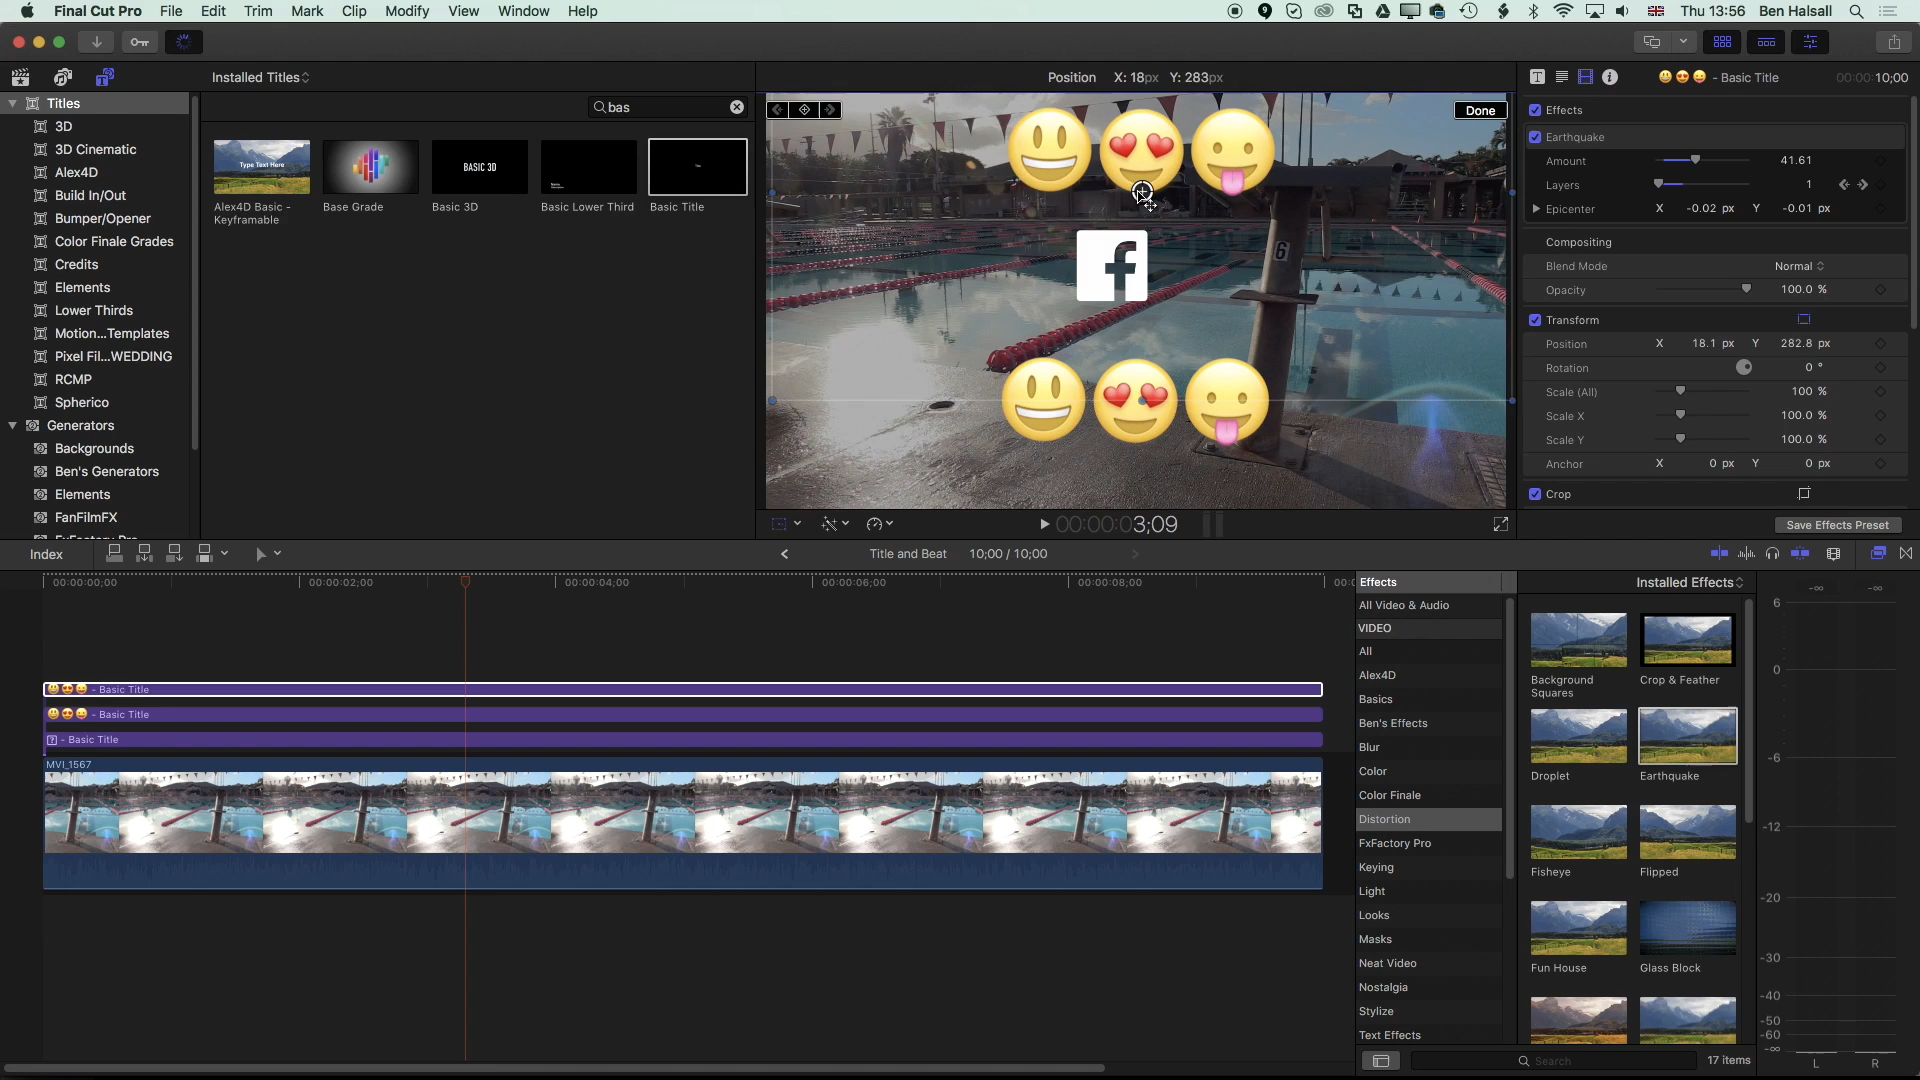 Final Cut Pro File Edit Trim Mark Clip Modify View Window Help Thu 13:56 Ben Halsall
Installed Titles
Position X: 18px Y: 283px
😃😍😛 - Basic Title 00:00:10;00
Titles
3D
3D Cinematic
Alex4D
Build In/Out
Bumper/Opener
Color Finale Grades
Credits
Elements
Lower Thirds
Motion...Templates
Pixel Fil...WEDDING
RCMP
Spherico
Generators
Backgrounds
Ben's Generators
Elements
FanFilmFX
bas
Type Text Here
BASIC 3D
Alex4D Basic -
Keyframable
Base Grade
Basic 3D
Basic Lower Third
Basic Title
Done
6
Effects
Earthquake
Amount 41.61
Layers 1
Epicenter X -0.02 px Y -0.01 px
Compositing
Blend Mode Normal
Opacity 100.0 %
Transform
Position X 18.1 px Y 282.8 px
Rotation 0 °
Scale (All) 100 %
Scale X 100.0 %
Scale Y 100.0 %
Anchor X 0 px Y 0 px
Crop
Save Effects Preset
00:00:03;09
Index
Title and Beat 10;00 / 10;00
00:00:00;00 00:00:02;00 00:00:04;00 00:00:06;00 00:00:08;00
😃😍😛 - Basic Title
😃😍😛 - Basic Title
- Basic Title
MVI_1567
Effects
All Video & Audio
VIDEO
All
Alex4D
Basics
Ben's Effects
Blur
Color
Color Finale
Distortion
FxFactory Pro
Keying
Light
Looks
Masks
Neat Video
Nostalgia
Stylize
Text Effects
Installed Effects
Background
Squares
Crop & Feather
Droplet
Earthquake
Fisheye
Flipped
Fun House
Glass Block
Search
17 items
-∞ -∞
6
0
-6
-12
-20
-30
-40
-50
-60
-∞
L R